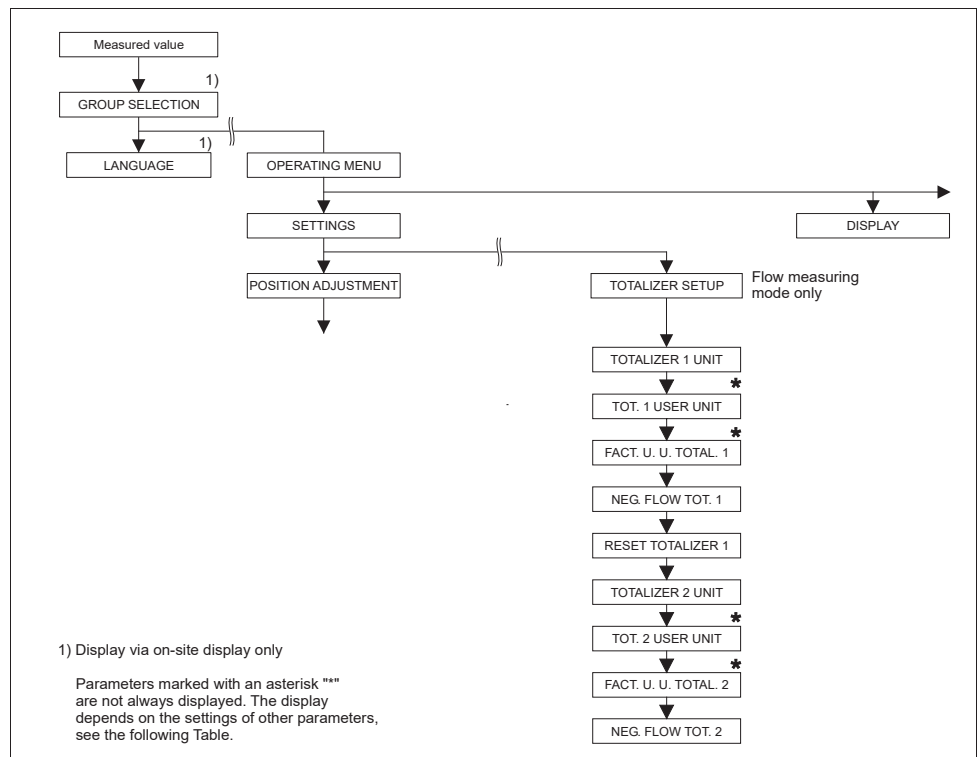 Measured value
1)
GROUP SELECTION
1)
LANGUAGE
OPERATING MENU
SETTINGS
DISPLAY
POSITION ADJUSTMENT
TOTALIZER SETUP
Flow measuring
mode only
TOTALIZER 1 UNIT
*
TOT. 1 USER UNIT
*
FACT. U. U. TOTAL. 1
NEG. FLOW TOT. 1
RESET TOTALIZER 1
TOTALIZER 2 UNIT
*
TOT. 2 USER UNIT
*
FACT. U. U. TOTAL. 2
NEG. FLOW TOT. 2
1) Display via on-site display only
Parameters marked with an asterisk "*"
are not always displayed. The display
depends on the settings of other parameters,
see the following Table.